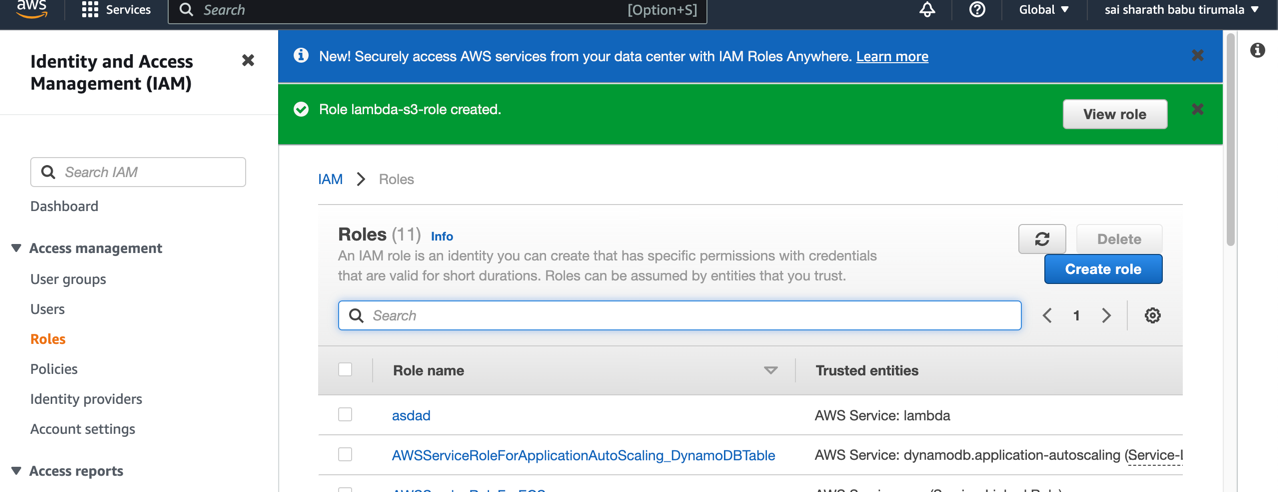 aws
Services
Search
[Option+S]
Global
sai sharath babu tirumala
Identity and Access
Management (IAM)
Search IAM
Dashboard
Access management
User groups
Users
Roles
Policies
Identity providers
Account settings
Access reports
New! Securely access AWS services from your data center with IAM Roles Anywhere. Learn more
Role lambda-s3-role created.
View role
IAM > Roles
Roles (11) Info
An IAM role is an identity you can create that has specific permissions with credentials
that are valid for short durations. Roles can be assumed by entities that you trust.
Delete
Create role
Search
1
Role name
Trusted entities
asdad
AWS Service: lambda
AWSServiceRoleForApplicationAutoScaling_DynamoDBTable
AWS Service: dynamodb.application-autoscaling (Service-